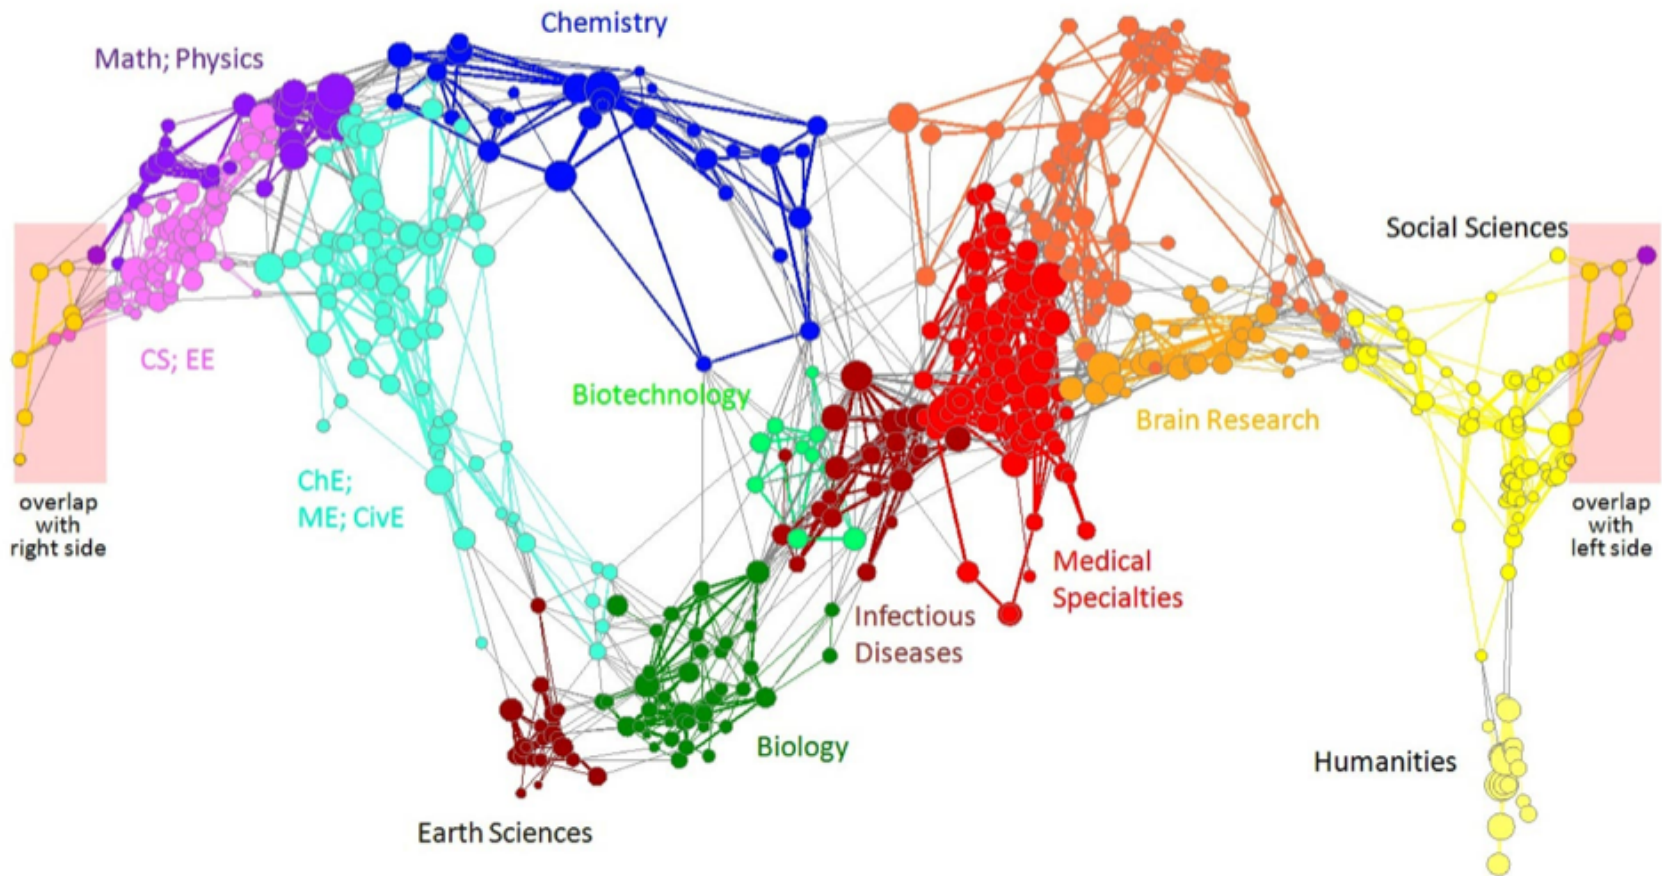 Chemistry
Math; Physics
Social Sciences
CS; EE
Biotechnology
Brain Research
ChE;
ME; CivE
overlap
with
right side
overlap
with
left side
Medical
Specialties
Infectious
Diseases
Biology
Humanities
Earth Sciences